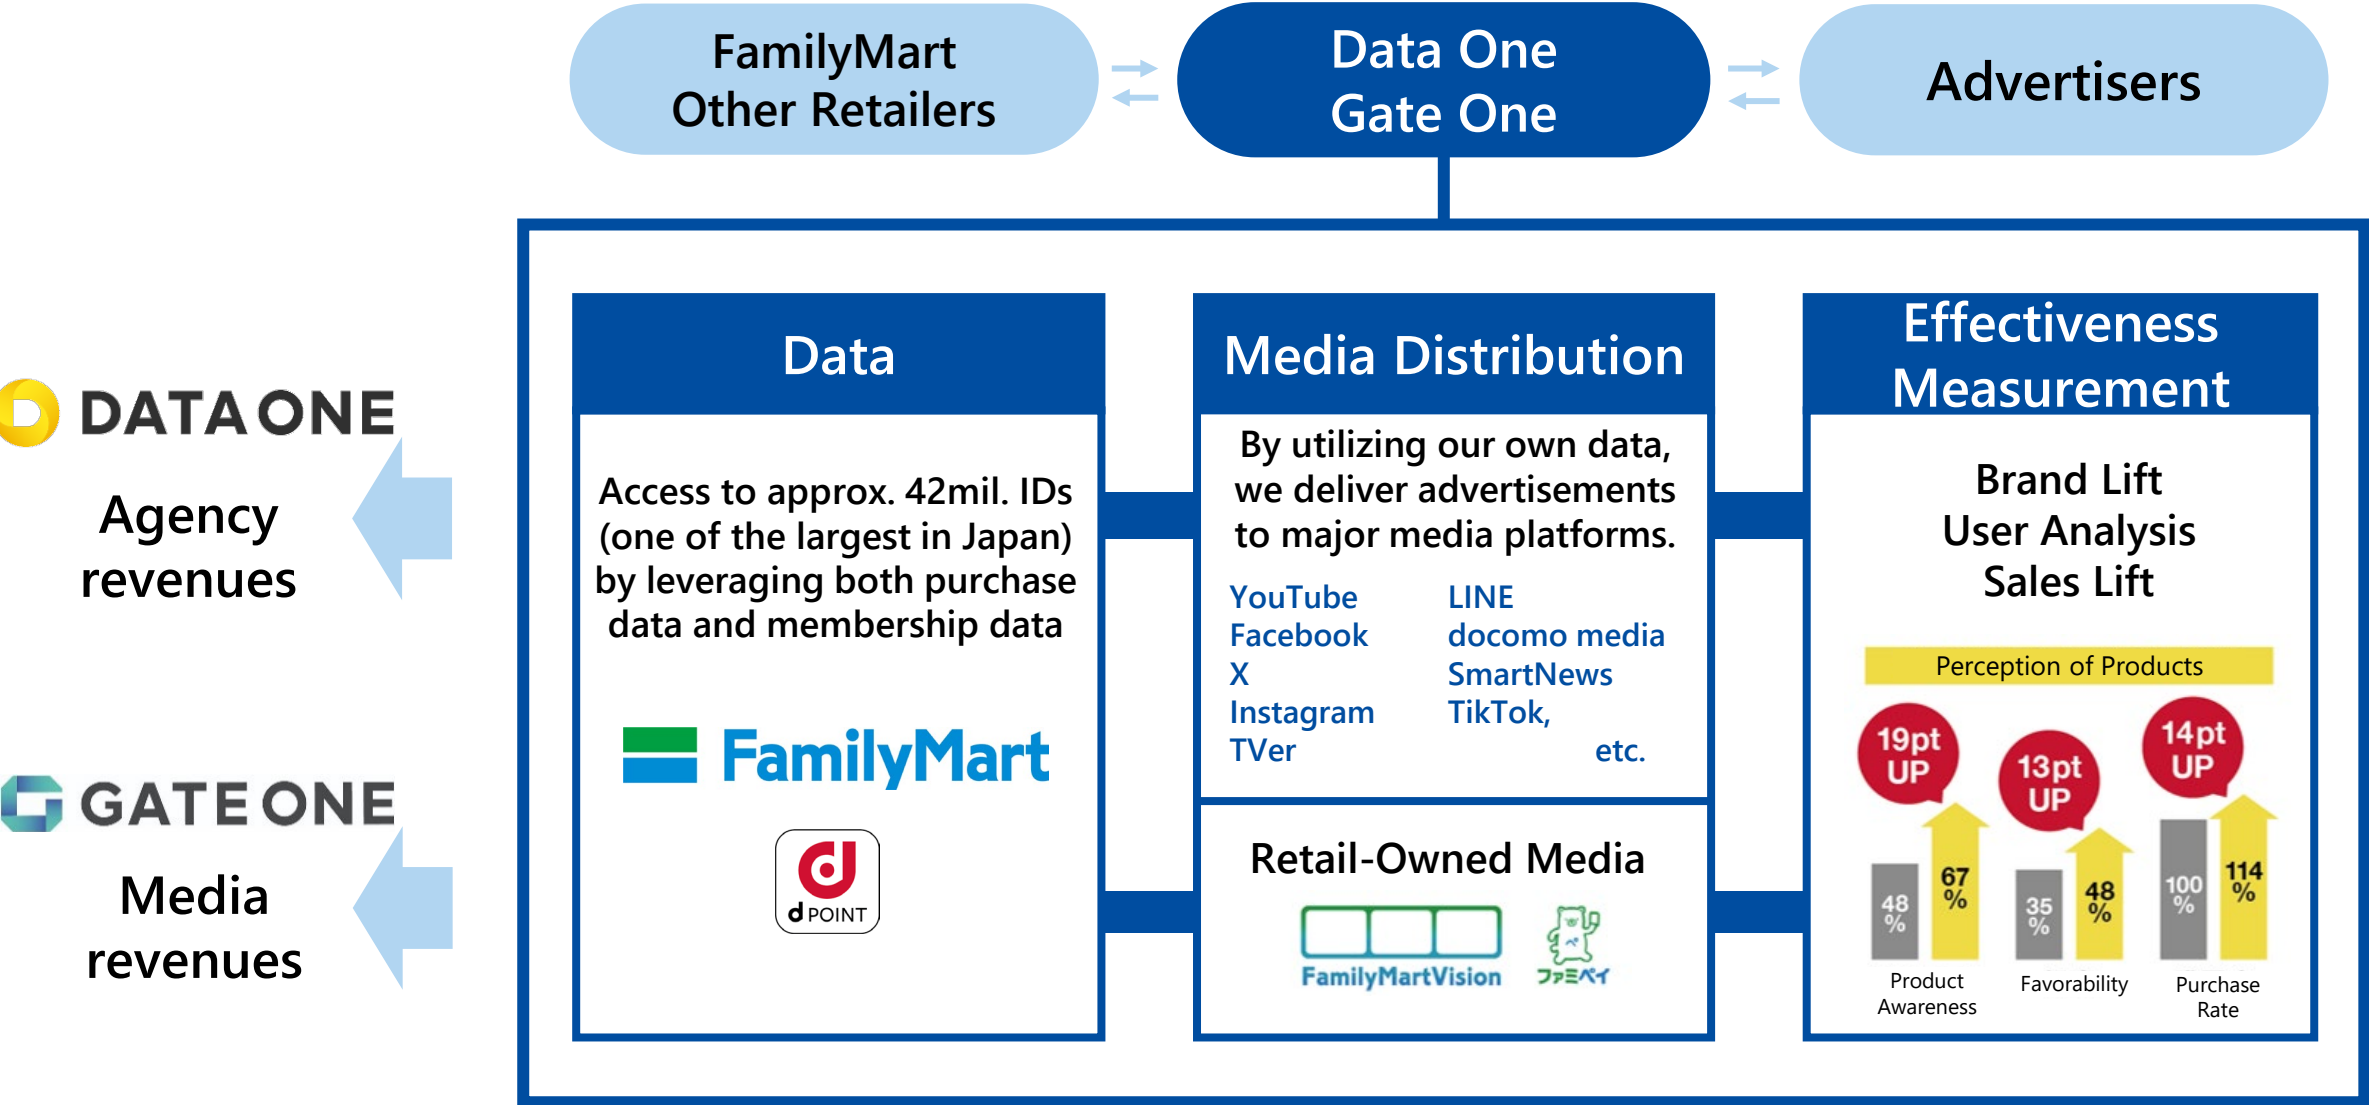 FamilyMart
Other Retailers
Data One
Gate One
Advertisers
DATA ONE
Agency
revenues
GATE ONE
Media
revenues
Data
Access to approx. 42mil. IDs
(one of the largest in Japan)
by leveraging both purchase
data and membership data
FamilyMart
d
d POINT
Media Distribution
By utilizing our own data,
we deliver advertisements
to major media platforms.
YouTube
Facebook
X
Instagram
TVer
LINE
docomo media
SmartNews
TikTok,
etc.
Retail-Owned Media
FamilyMartVision
ペ
ファミペイ
Effectiveness
Measurement
Brand Lift
User Analysis
Sales Lift
Perception of Products
19pt
UP
48
%
67
%
Product
Awareness
13pt
UP
35
%
48
%
Favorability
14pt
UP
100
%
114
%
Purchase
Rate